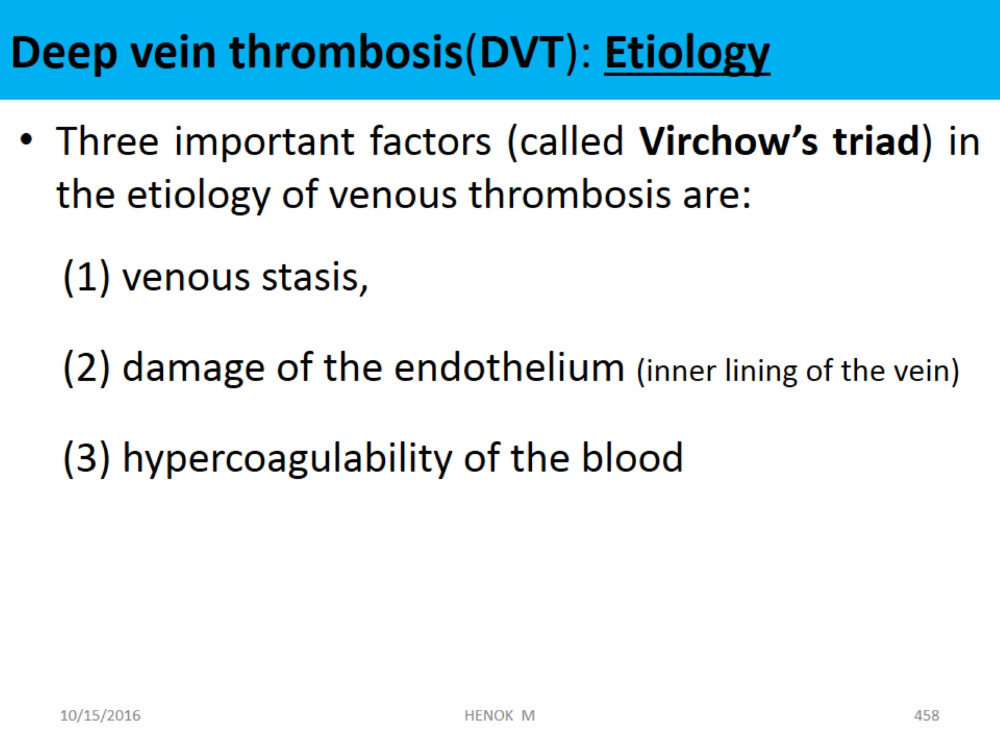 Deep vein thrombosis(DVT): Etiology
• Three important factors (called Virchow’s triad) in
the etiology of venous thrombosis are:
(1) venous stasis,
(2) damage of the endothelium (inner lining of the vein)
(3) hypercoagulability of the blood
10/15/2016 HENOK M 458